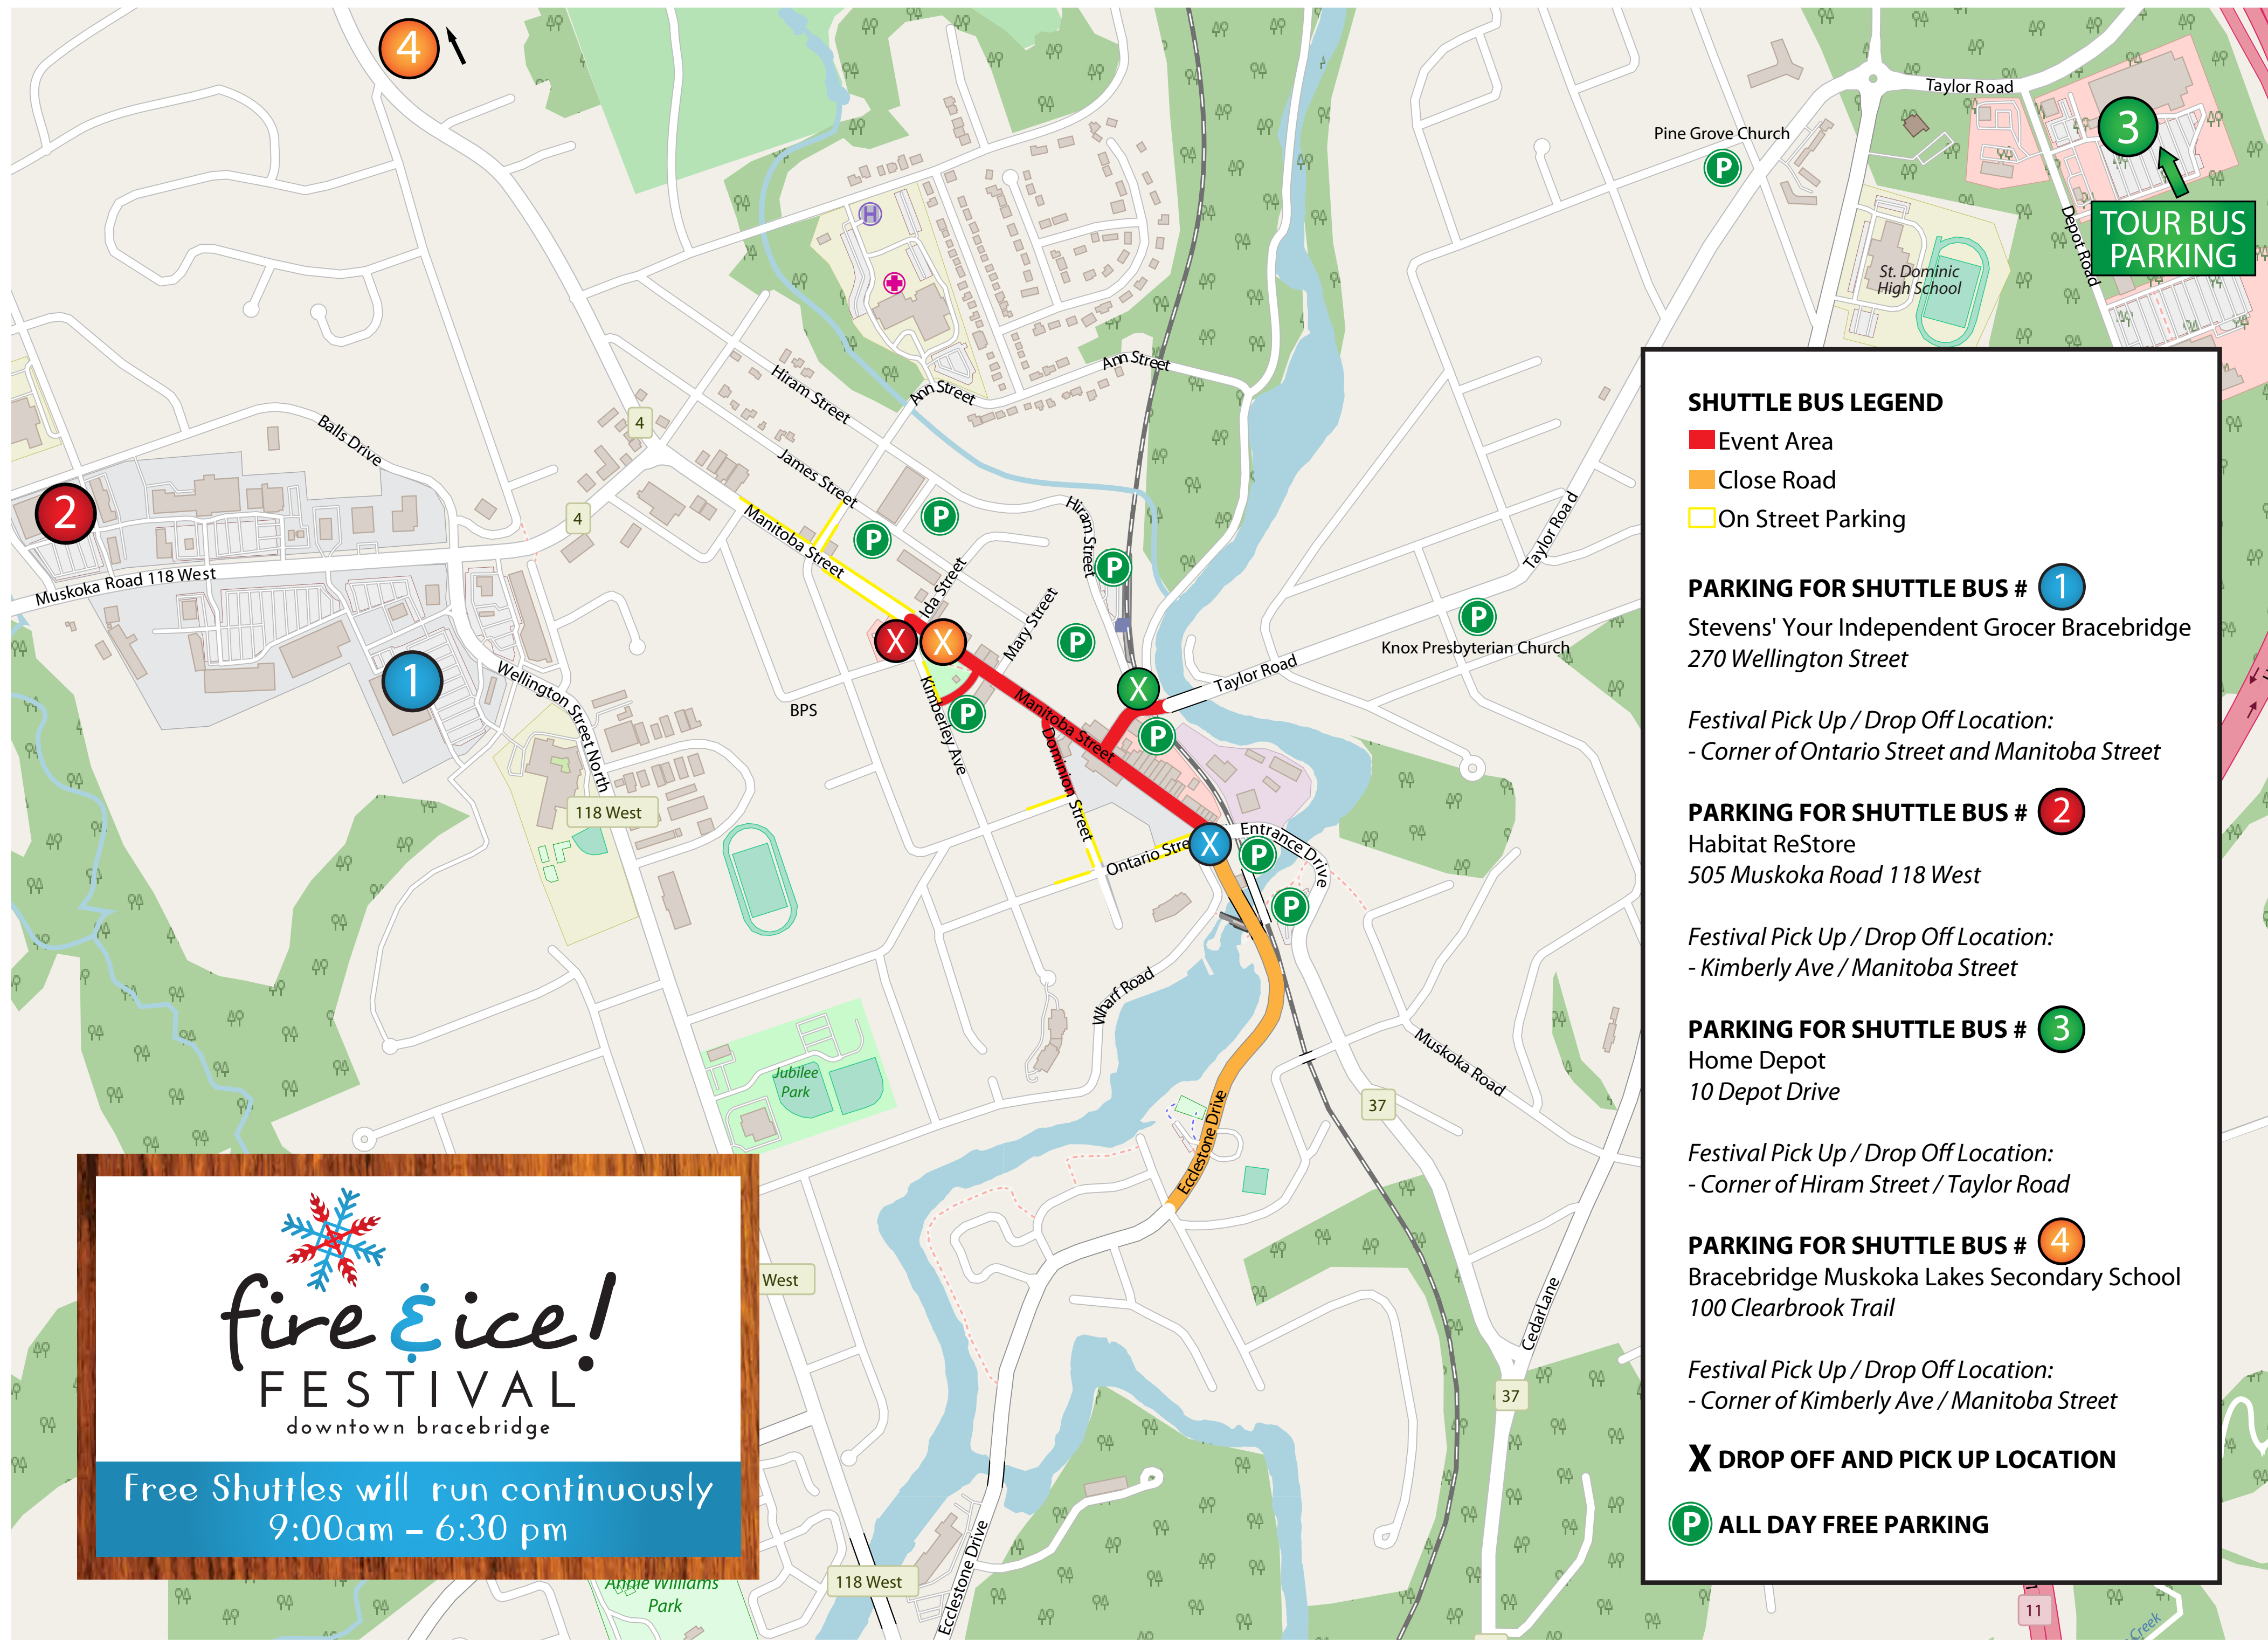 4
Taylor Road
Pine Grove Church
P
3
TOUR BUS
PARKING
Depot Road
H
St. Dominic
High School
Ann Street
Ann Street
Hiram Street
4
Balls Drive
James Street
2
4
Manitoba Street
P
P
Hiram Street
P
Taylor Road
Muskoka Road 118 West
Ida Street
Mary Street
X
X
P
P
Knox Presbyterian Church
1
Wellington Street North
Kimberley Ave
BPS
P
Manitoba Street
X
Taylor Road
P
Dominion Street
118 West
Ontario Stre
X
Entrance Drive
P
P
Wharf Road
Jubilee
Park
Muskoka Road
37
Ecclestone Drive
West
CedarLane
37
118 West
Ecclestone Drive
Annie Williams
Park
11
Creek
SHUTTLE BUS LEGEND
Event Area
Close Road
On Street Parking
PARKING FOR SHUTTLE BUS # 1
Stevens' Your Independent Grocer Bracebridge
270 Wellington Street
Festival Pick Up / Drop Off Location:
- Corner of Ontario Street and Manitoba Street
PARKING FOR SHUTTLE BUS # 2
Habitat ReStore
505 Muskoka Road 118 West
Festival Pick Up / Drop Off Location:
- Kimberly Ave / Manitoba Street
PARKING FOR SHUTTLE BUS # 3
Home Depot
10 Depot Drive
Festival Pick Up / Drop Off Location:
- Corner of Hiram Street / Taylor Road
PARKING FOR SHUTTLE BUS # 4
Bracebridge Muskoka Lakes Secondary School
100 Clearbrook Trail
Festival Pick Up / Drop Off Location:
- Corner of Kimberly Ave / Manitoba Street
X DROP OFF AND PICK UP LOCATION
P ALL DAY FREE PARKING
fire & ice!
FESTIVAL
downtown bracebridge
Free Shuttles will run continuously
9:00am – 6:30 pm